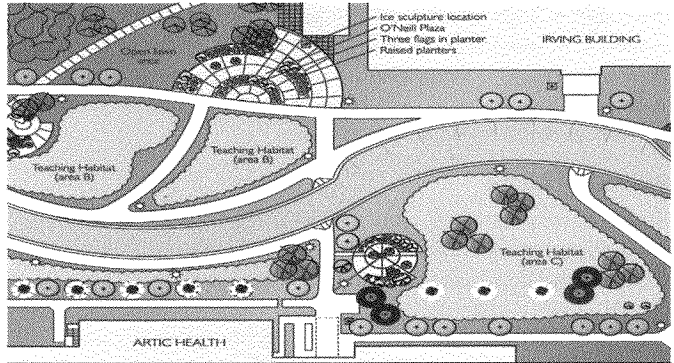 Ice sculpture location
O'Neill Plaza
Three flags in planter
Raised planters
IRVING BUILDING
Teaching Habitat
(area B)
Teaching Habitat
(area B)
Teaching Habitat
(area C)
ARTIC HEALTH